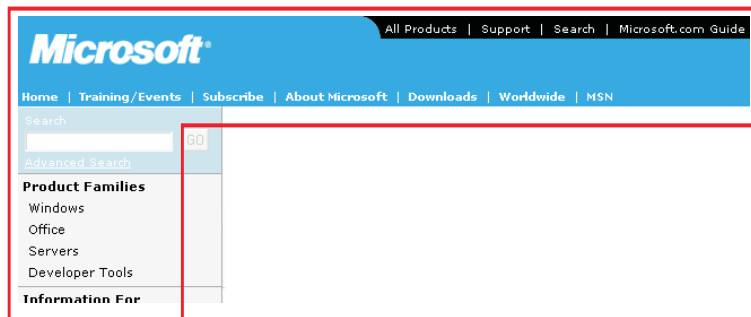 All Products | Support | Search | Microsoft.com Guide
Microsoft®
Home | Training/Events | Subscribe | About Microsoft | Downloads | Worldwide | MSN
Search
GO
Advanced Search
Product Families
Windows
Office
Servers
Developer Tools
Information For